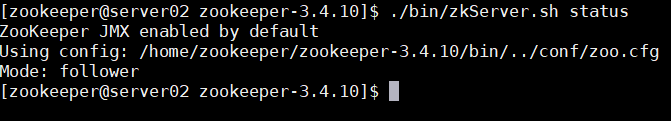 [zookeeper@server02 zookeeper-3.4.10]$ ./bin/zkServer.sh status
ZooKeeper JMX enabled by default
Using config: /home/zookeeper/zookeeper-3.4.10/bin/../conf/zoo.cfg
Mode: follower
[zookeeper@server02 zookeeper-3.4.10]$